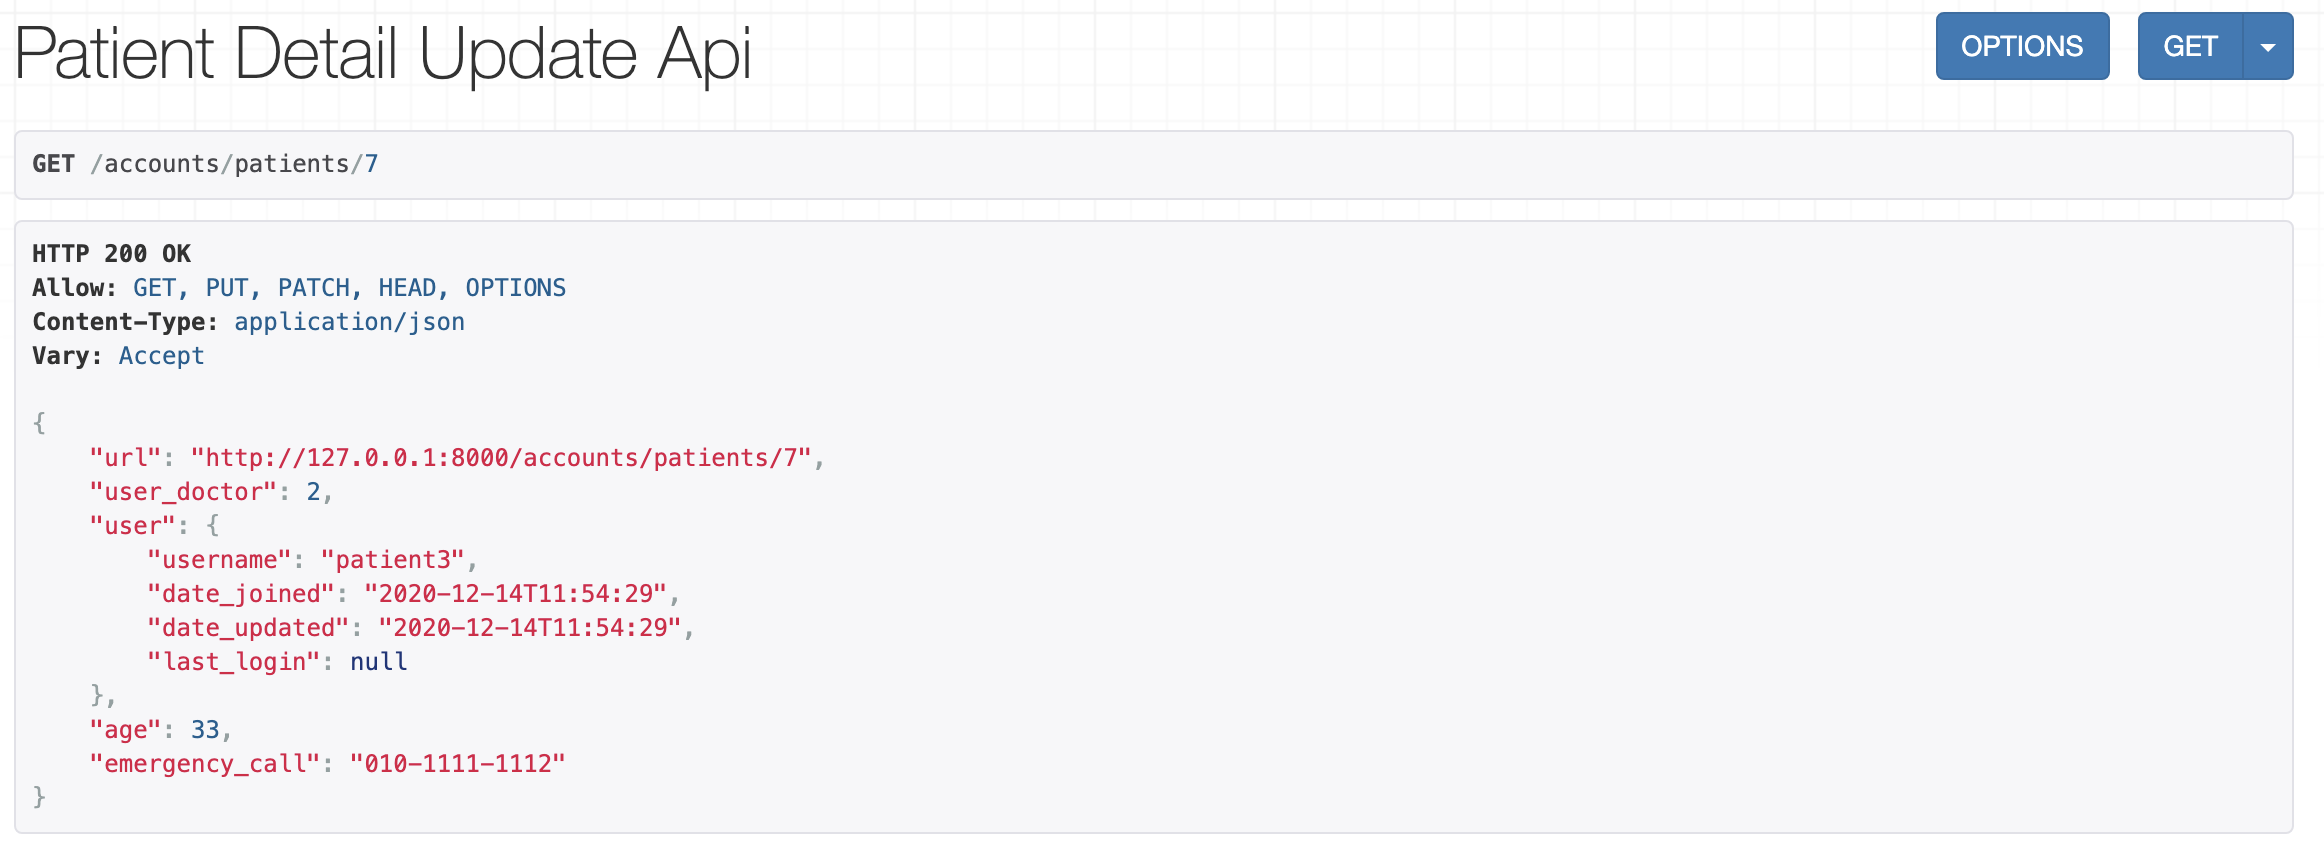 Patient Detail Update Api
OPTIONS
GET
GET /accounts/patients/7
HTTP 200 OK
Allow: GET, PUT, PATCH, HEAD, OPTIONS
Content-Type: application/json
Vary: Accept
{
"url": "http://127.0.0.1:8000/accounts/patients/7",
"user_doctor": 2,
"user": {
"username": "patient3",
"date_joined": "2020-12-14T11:54:29",
"date_updated": "2020-12-14T11:54:29",
"last_login": null
},
"age": 33,
"emergency_call": "010-1111-1112"
}